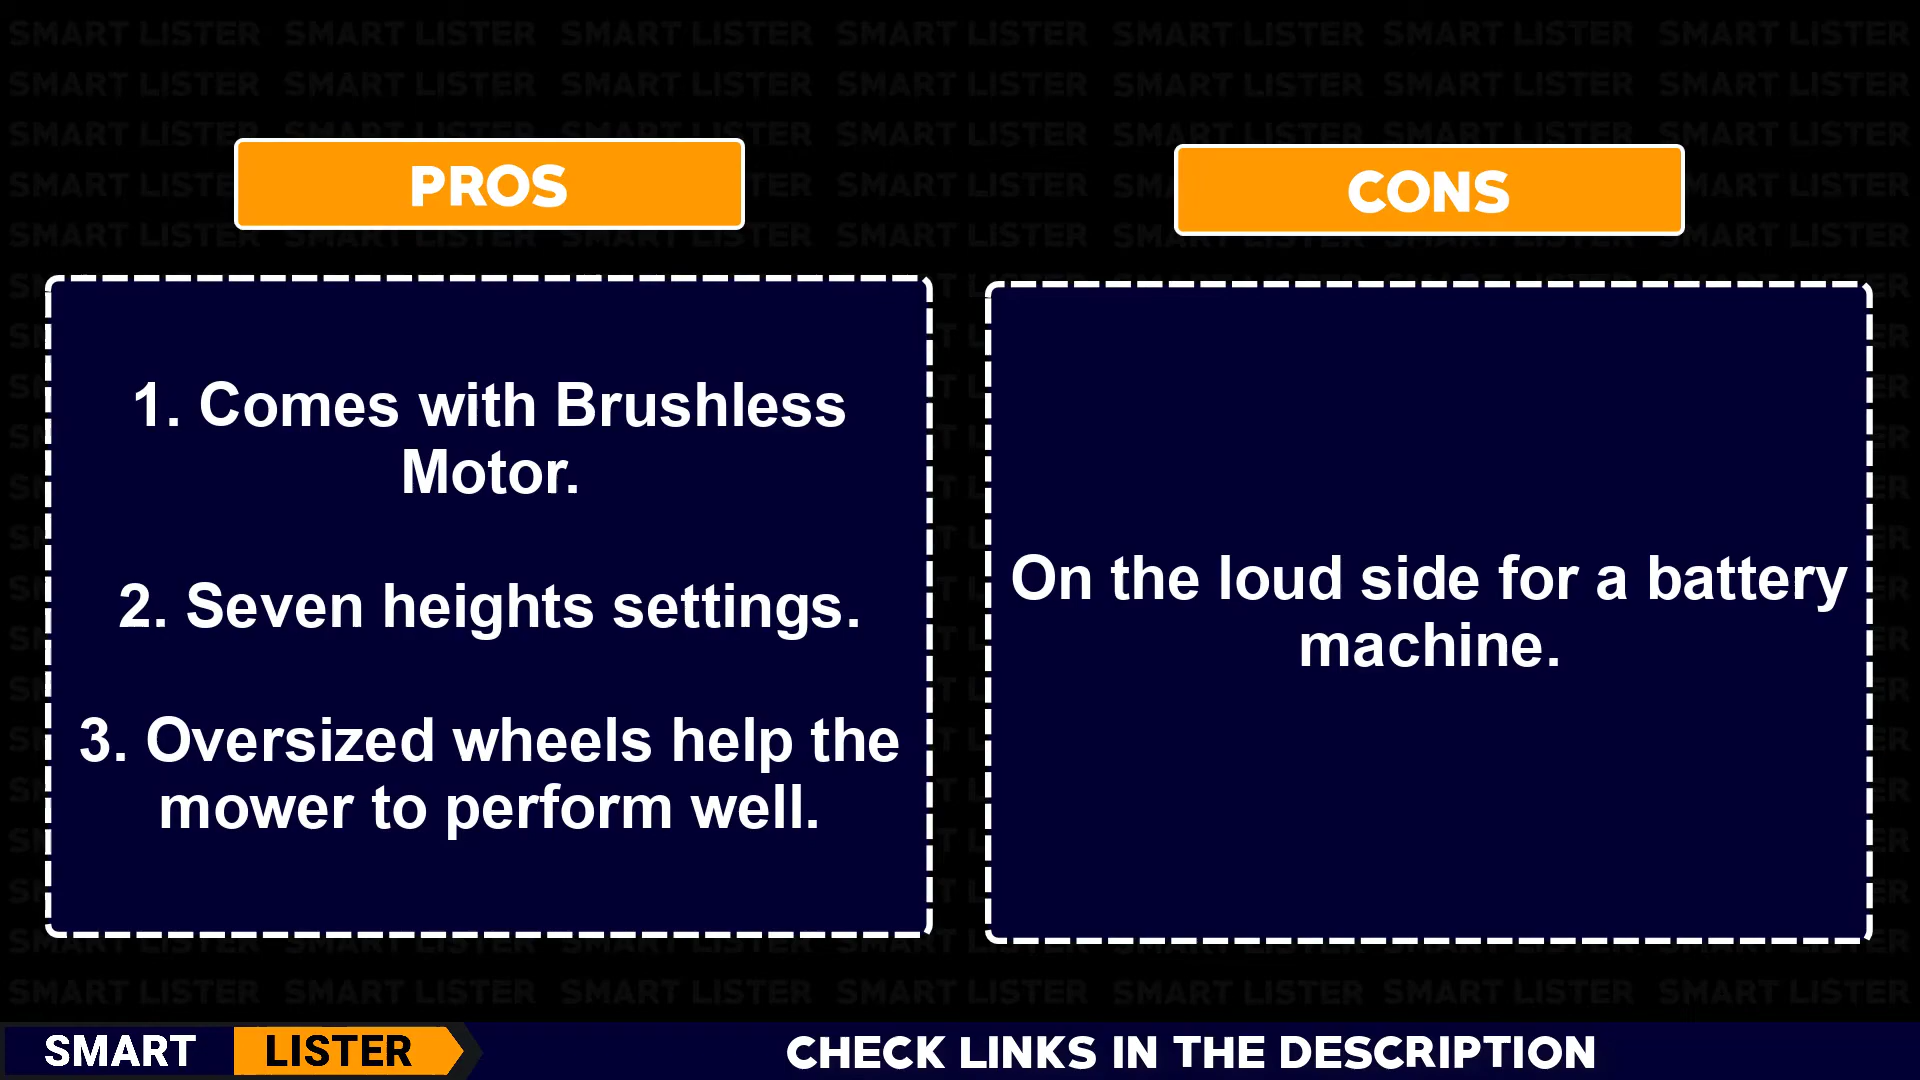 PROS
1. Comes with Brushless
Motor.
2. Seven heights settings.
3. Oversized wheels help the
mower to perform well.
CONS
On the loud side for a battery
machine.
SMART LISTER
CHECK LINKS IN THE DESCRIPTION